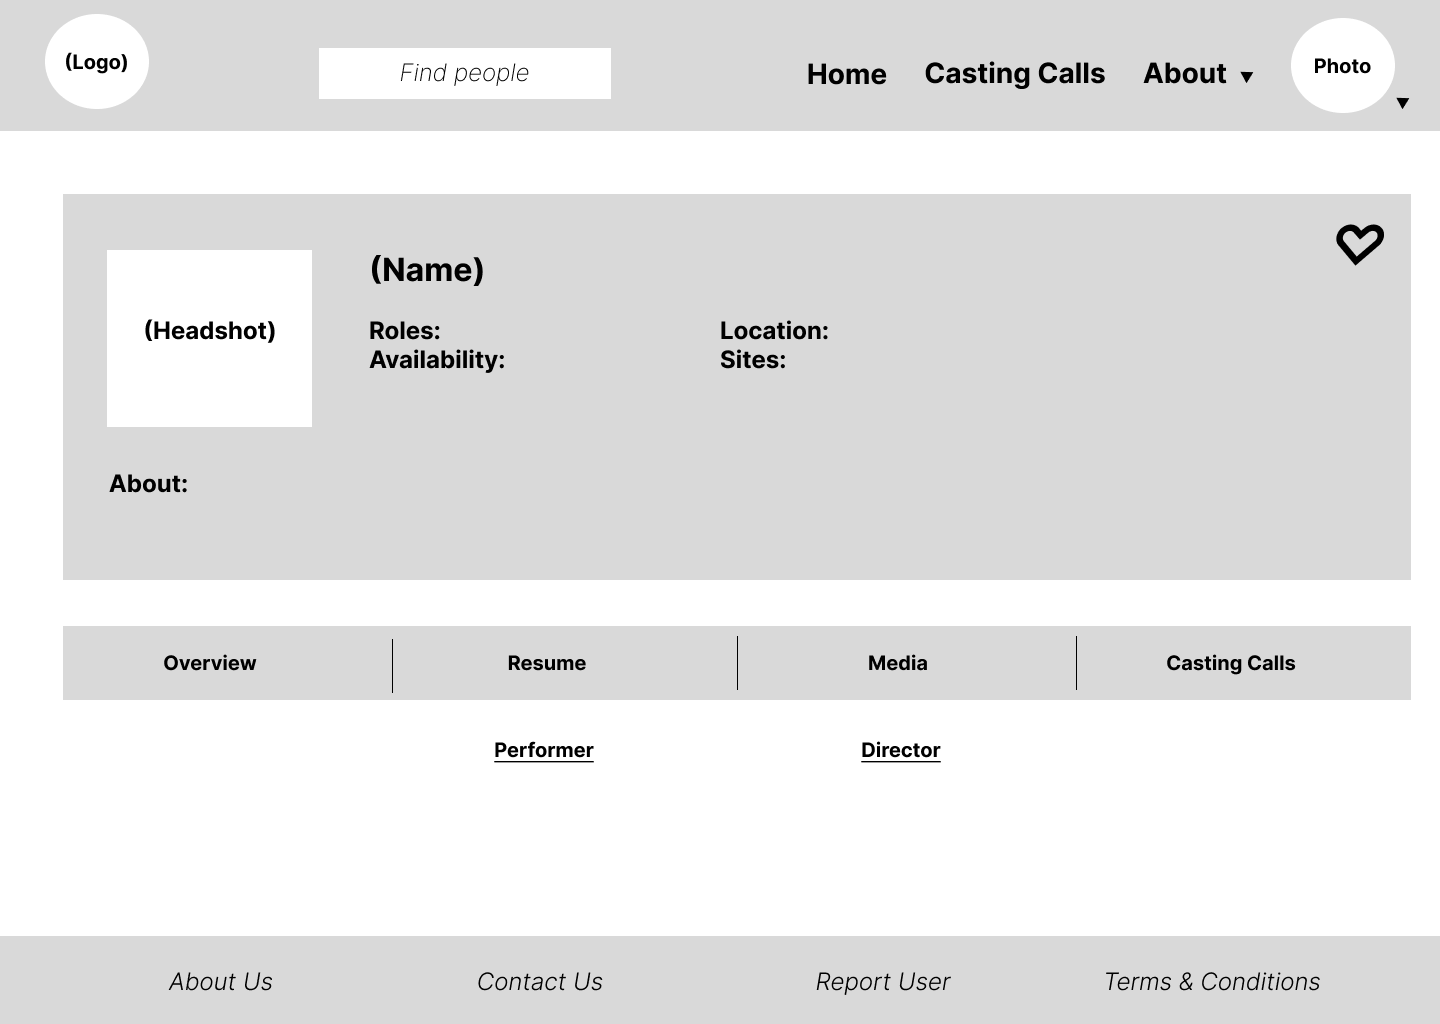 (Logo)
Find people
Home
Casting Calls
About
Photo
(Name)
(Headshot)
Roles:
Availability:
Location:
Sites:
About:
Overview
Resume
Media
Casting Calls
Performer
Director
About Us
Contact Us
Report User
Terms & Conditions